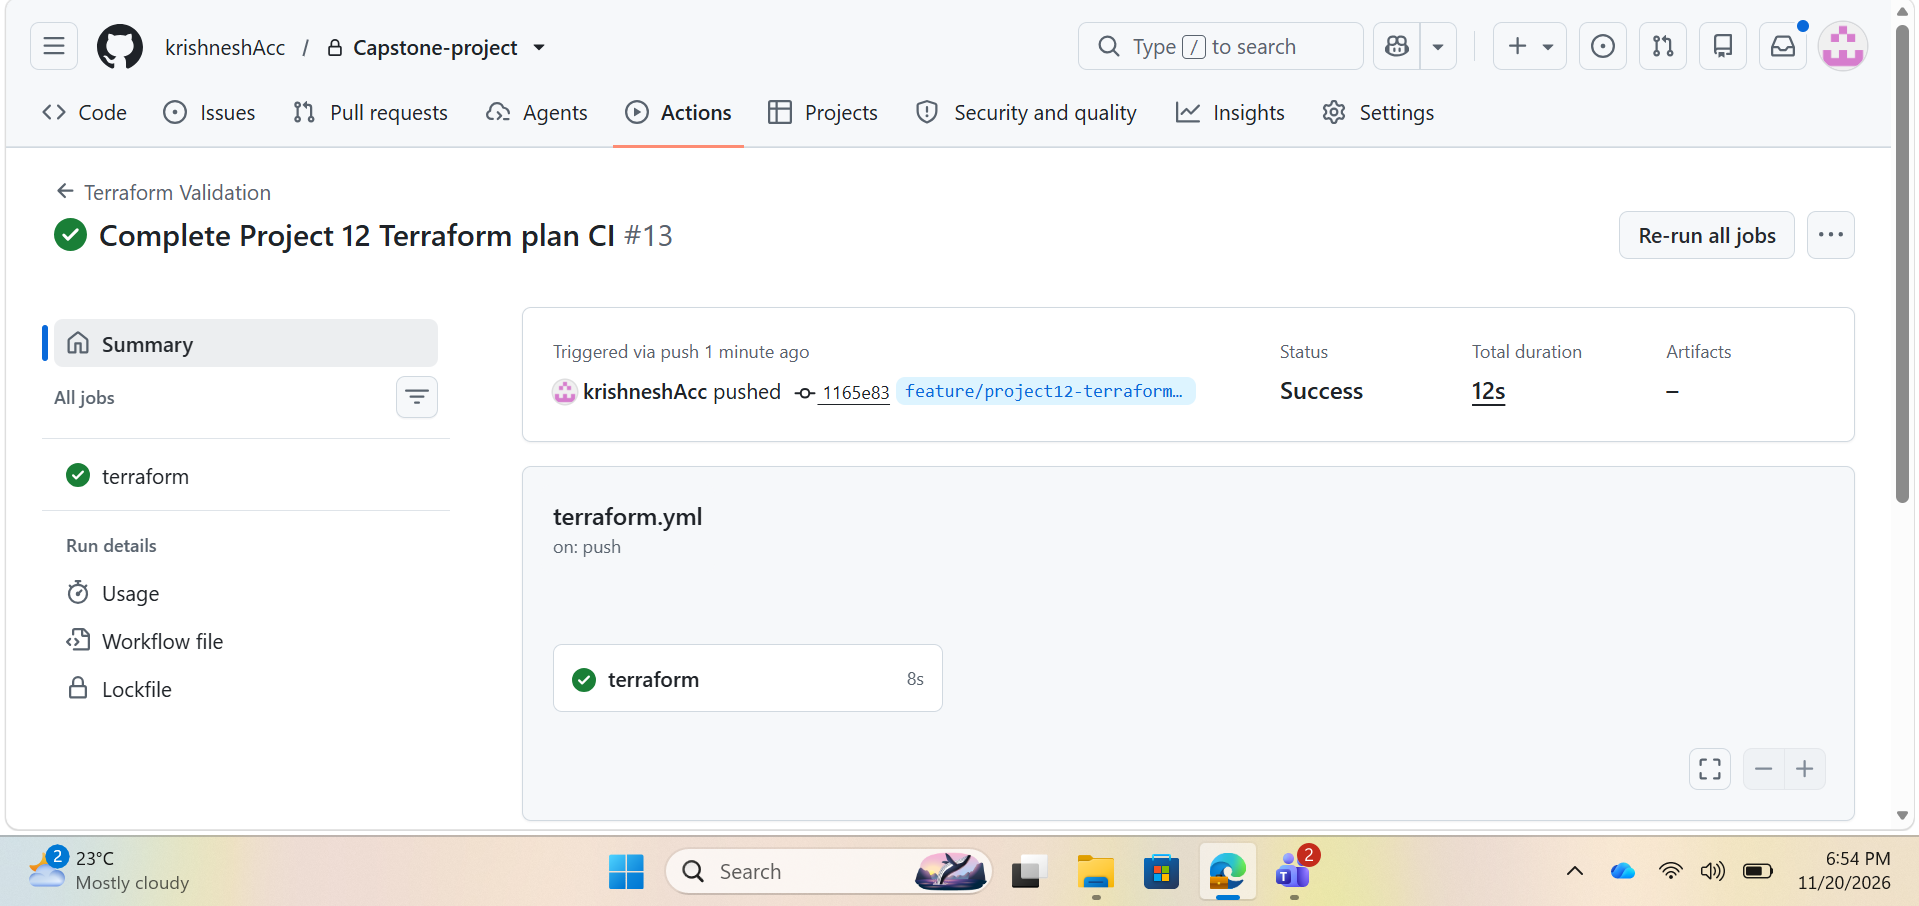 krishneshAcc / Capstone-project
Type / to search
Code Issues Pull requests Agents Actions Projects Security and quality Insights Settings
Terraform Validation
Complete Project 12 Terraform plan CI #13
Re-run all jobs
Summary
All jobs
terraform
Run details
Usage
Workflow file
Lockfile
Triggered via push 1 minute ago
krishneshAcc pushed 1165e83 feature/project12-terraform…
Status
Success
Total duration
12s
Artifacts
–
terraform.yml
on: push
terraform 8s
2
23°C
Mostly cloudy
Search
T
2
6:54 PM
11/20/2026